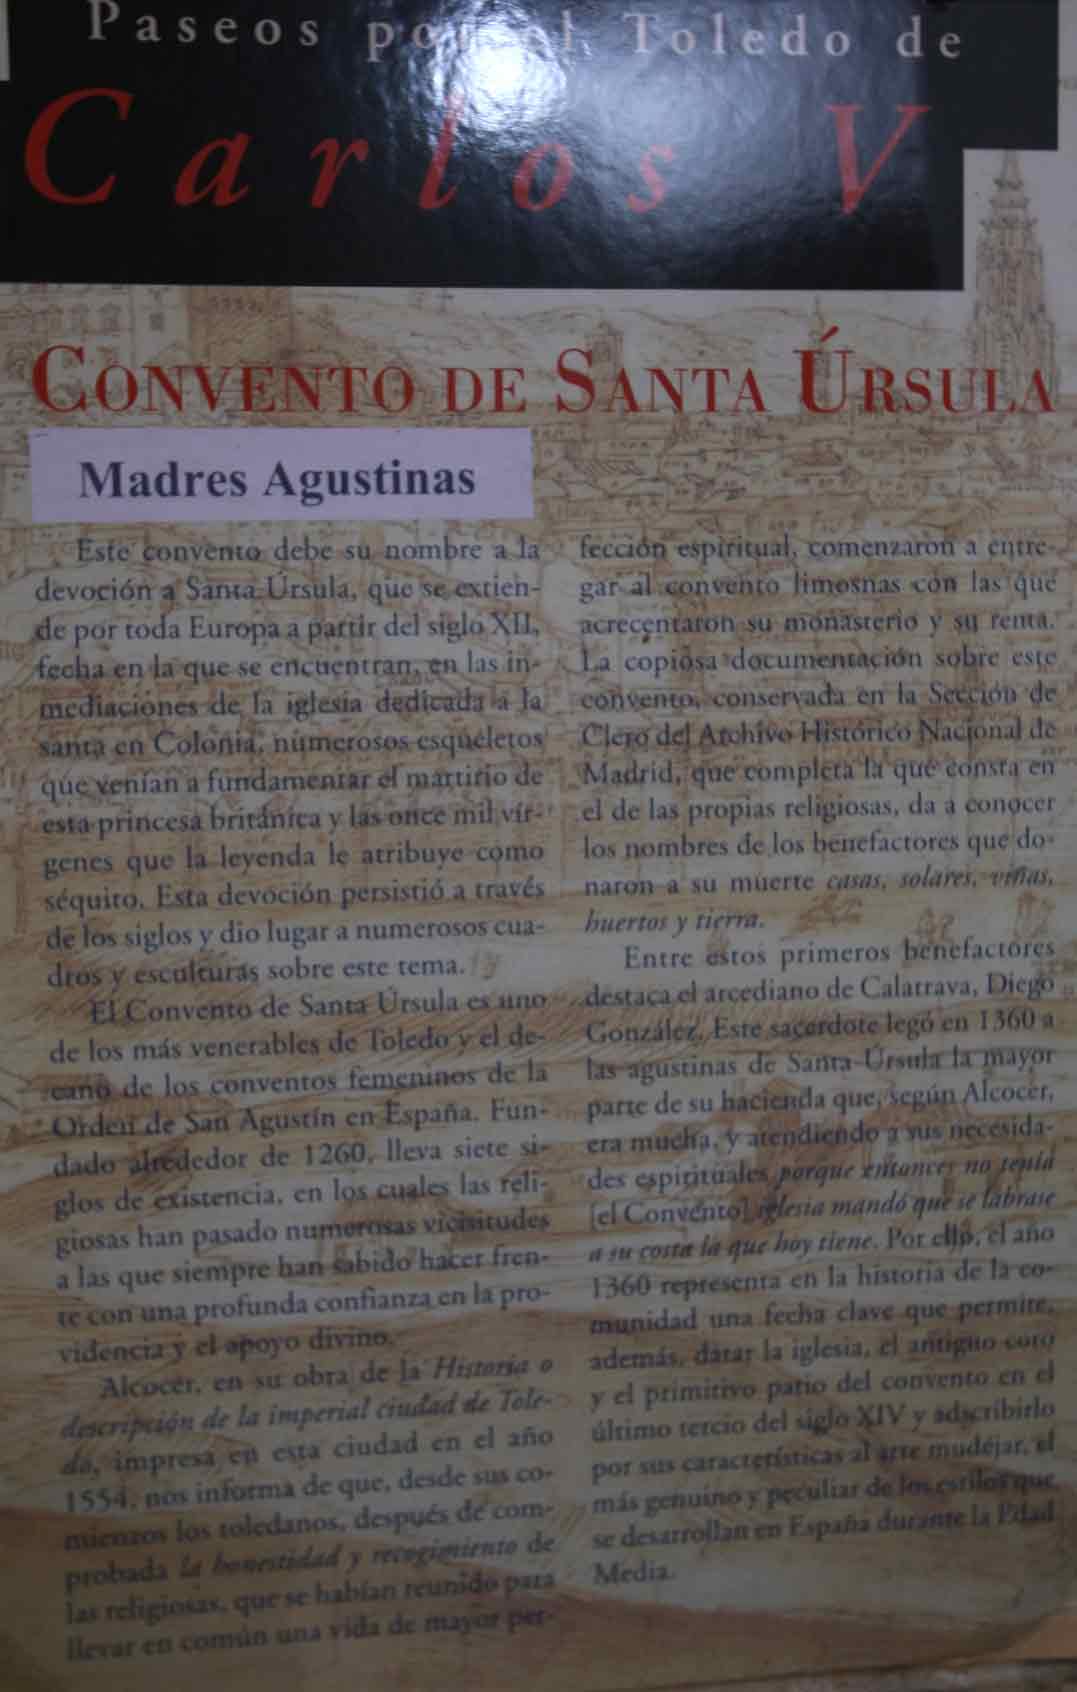 Paseos por el Toledo de
Carlos V
CONVENTO DE SANTA ÚRSULA
Madres Agustinas
Este convento debe su nombre a la
devoción a Santa Úrsula, que se extien-
de por toda Europa a partir del siglo XII,
fecha en la que se encuentran, en las in-
mediaciones de la iglesia dedicada a la
santa en Colonia, numerosos esqueletos
que venían a fundamentar el martirio de
esta princesa británica y las once mil vír-
genes que la leyenda le atribuye como
séquito. Esta devoción persistió a través
de los siglos y dio lugar a numerosos cua-
dros y esculturas sobre este tema.
El Convento de Santa Úrsula es uno
de los más venerables de Toledo y el de-
cano de los conventos femeninos de la
Orden de San Agustín en España. Fun-
dado alrededor de 1260, lleva siete si-
glos de existencia, en los cuales las reli-
giosas han pasado numerosas vicisitudes
a las que siempre han sabido hacer fren-
te con una profunda confianza en la pro-
videncia y el apoyo divino.
Alcocer, en su obra de la Historia o
descripción de la imperial ciudad de Tole-
do, impresa en esta ciudad en el año
1554, nos informa de que, desde sus co-
mienzos los toledanos, después de com-
probada la honestidad y recogimiento de
las religiosas, que se habían reunido para
llevar en común una vida de mayor per-
fección espiritual, comenzaron a entre-
gar al convento limosnas con las que
acrecentaron su monasterio y su renta.
La copiosa documentación sobre este
convento, conservada en la Sección de
Clero del Archivo Histórico Nacional de
Madrid, que completa la que consta en
el de las propias religiosas, da a conocer
los nombres de los benefactores que do-
naron a su muerte casas, solares, viñas,
huertos y tierra.
Entre estos primeros benefactores
destaca el arcediano de Calatrava, Diego
González. Este sacerdote legó en 1360 a
las agustinas de Santa Úrsula la mayor
parte de su hacienda que, según Alcocer,
era mucha, y atendiendo a sus necesida-
des espirituales porque entonces no tenía
[el Convento] iglesia mandó que se labrase
a su costa la que hoy tiene. Por ello, el año
1360 representa en la historia de la co-
munidad una fecha clave que permite,
además, datar la iglesia, el antiguo coro
y el primitivo patio del convento en el
último tercio del siglo XIV y adscribirlo
por sus características al arte mudéjar, el
más genuino y peculiar de los estilos que
se desarrollan en España durante la Edad
Media.